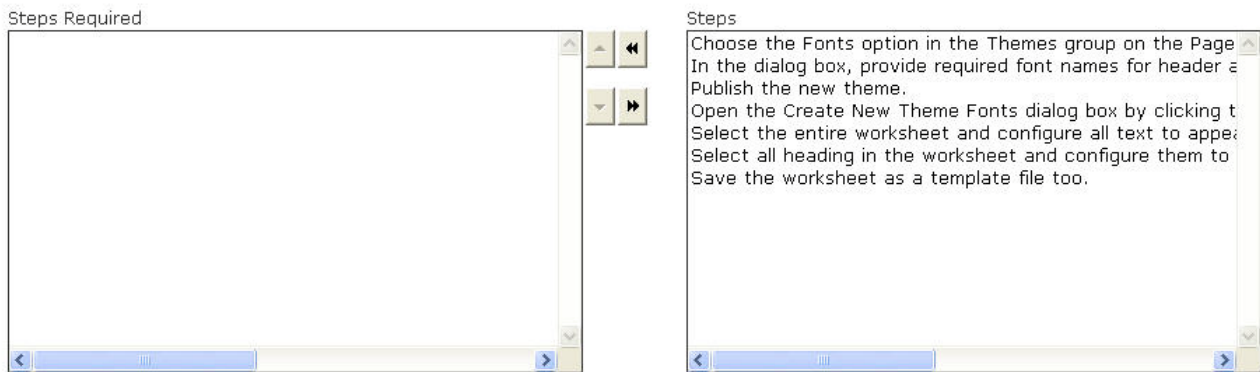 Steps Required
Steps
Choose the Fonts option in the Themes group on the Page
In the dialog box, provide required font names for header a
Publish the new theme.
Open the Create New Theme Fonts dialog box by clicking t
Select the entire worksheet and configure all text to appea
Select all heading in the worksheet and configure them to
Save the worksheet as a template file too.